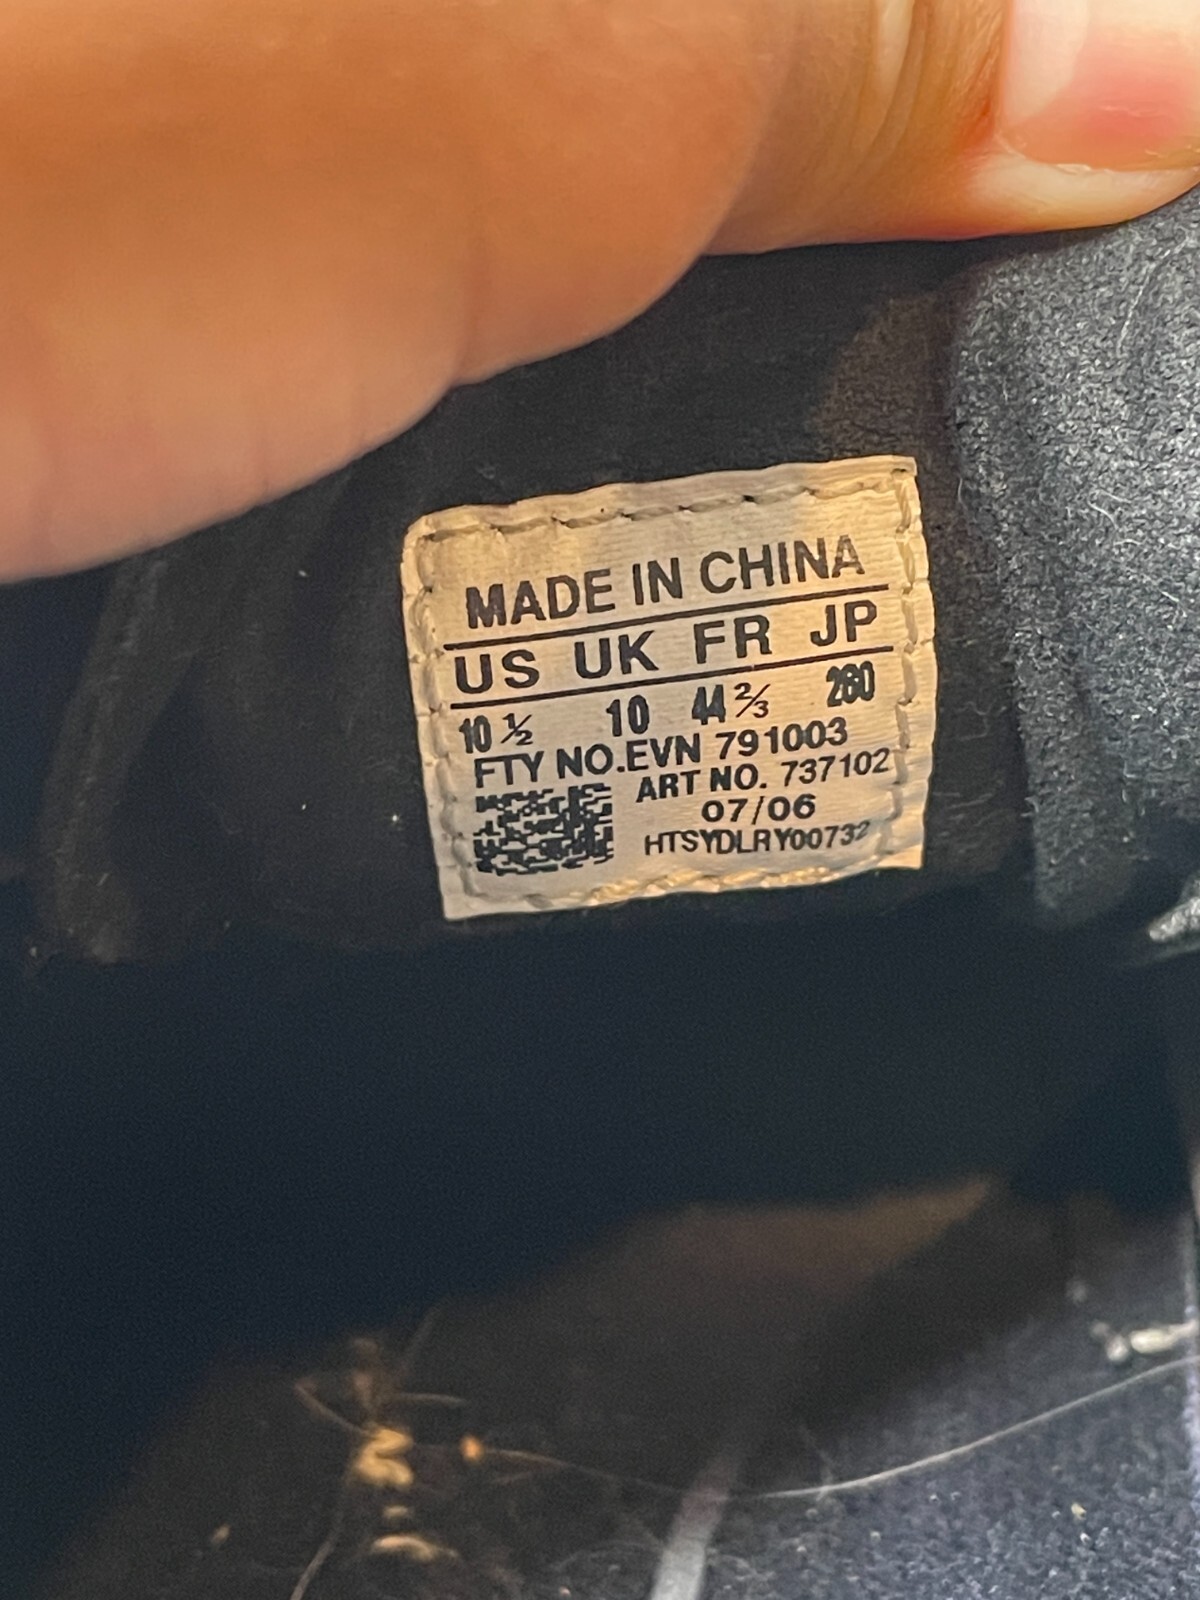 MADE IN CHINA
US UK FR JP
10 ½ 10 44 ⅔ 280
FTY NO.EVN 791003
ART NO. 737102
07/06
HTSYDLRY00732